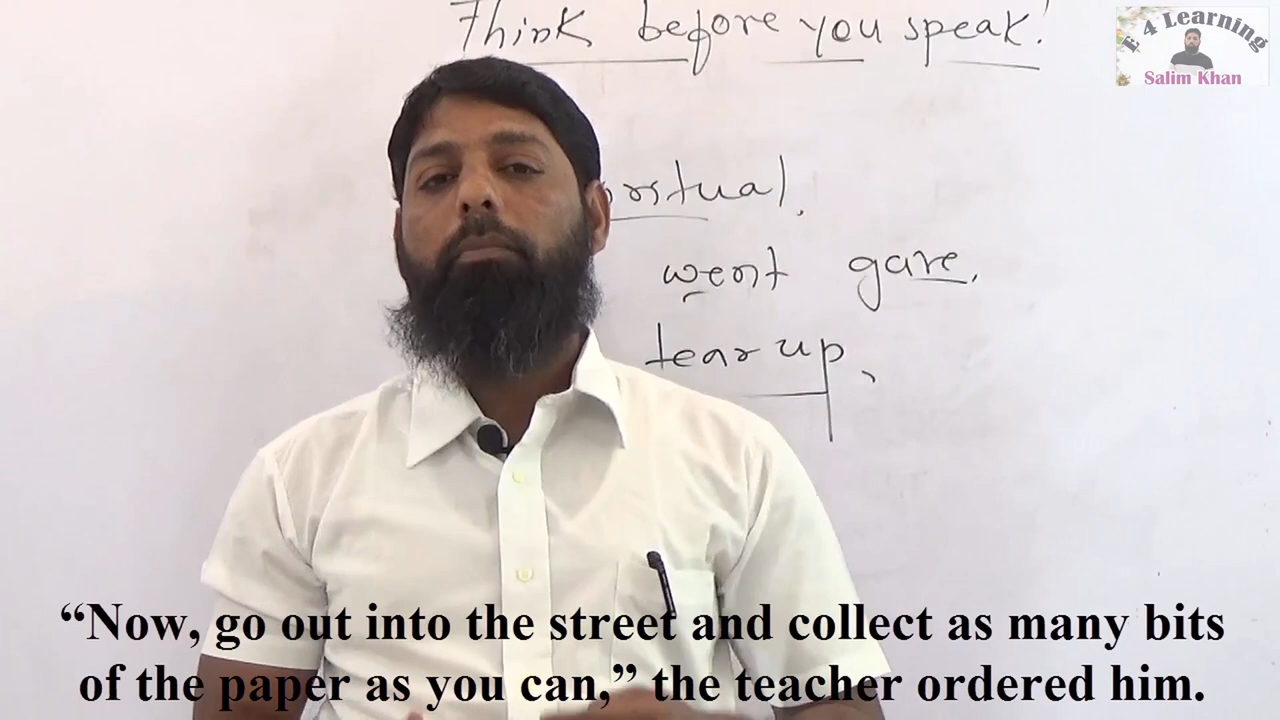 Think before you speak!
E 4 Learning
Salim Khan
went gave.
tear up,
“Now, go out into the street and collect as many bits
of the paper as you can,” the teacher ordered him.